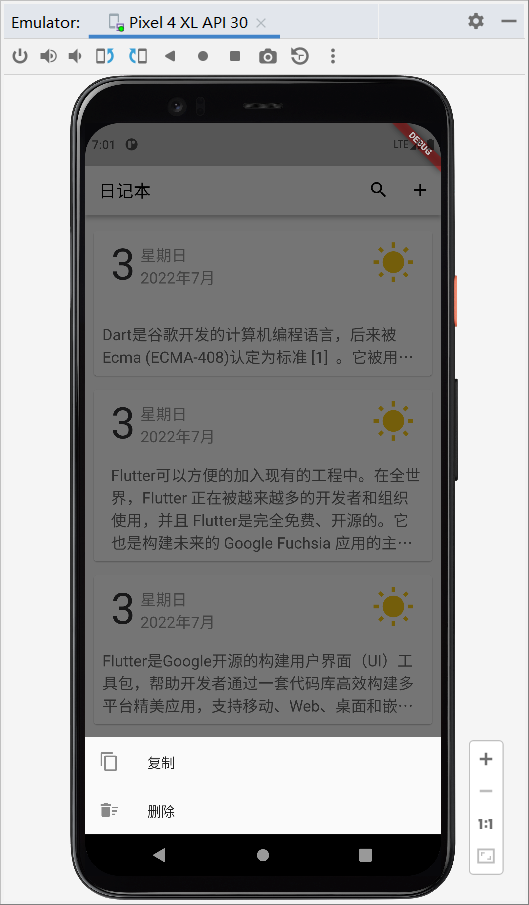 Emulator: Pixel 4 XL API 30
7:01
LTE
DEBUG
日记本
3 星期日
2022年7月
Dart是谷歌开发的计算机编程语言，后来被
Ecma (ECMA-408)认定为标准 [1] 。它被用…
3 星期日
2022年7月
Flutter可以方便的加入现有的工程中。在全世
界，Flutter 正在被越来越多的开发者和组织
使用，并且 Flutter是完全免费、开源的。它
也是构建未来的 Google Fuchsia 应用的主…
3 星期日
2022年7月
Flutter是Google开源的构建用户界面（UI）工
具包，帮助开发者通过一套代码库高效构建多
平台精美应用，支持移动、Web、桌面和嵌…
复制
删除
1:1